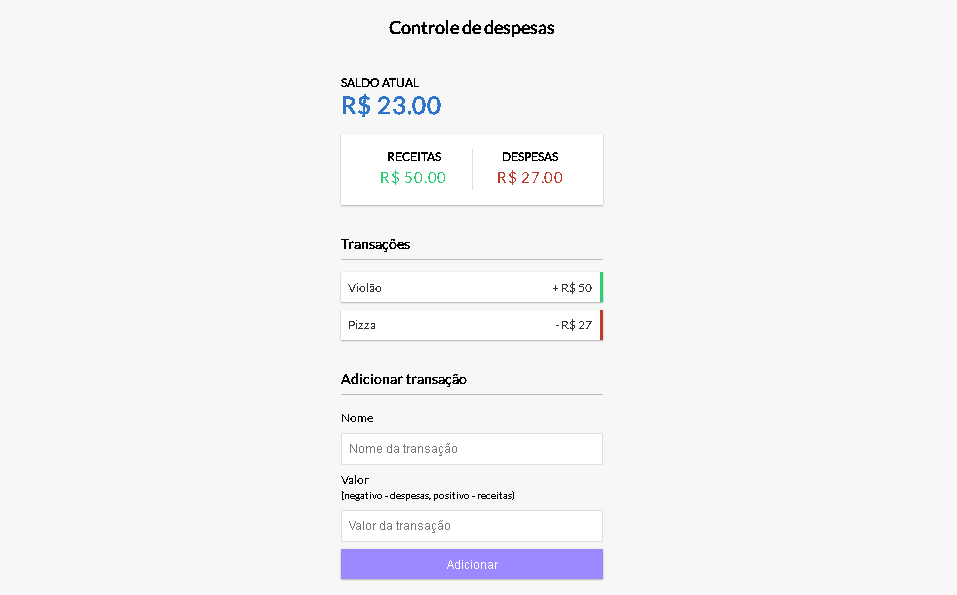 Controle de despesas
SALDO ATUAL
R$ 23.00
RECEITAS DESPESAS
R$ 50.00 R$ 27.00
Transações
Violão + R$ 50
Pizza - R$ 27
Adicionar transação
Nome
Nome da transação
Valor
(negativo - despesas, positivo - receitas)
Valor da transação
Adicionar